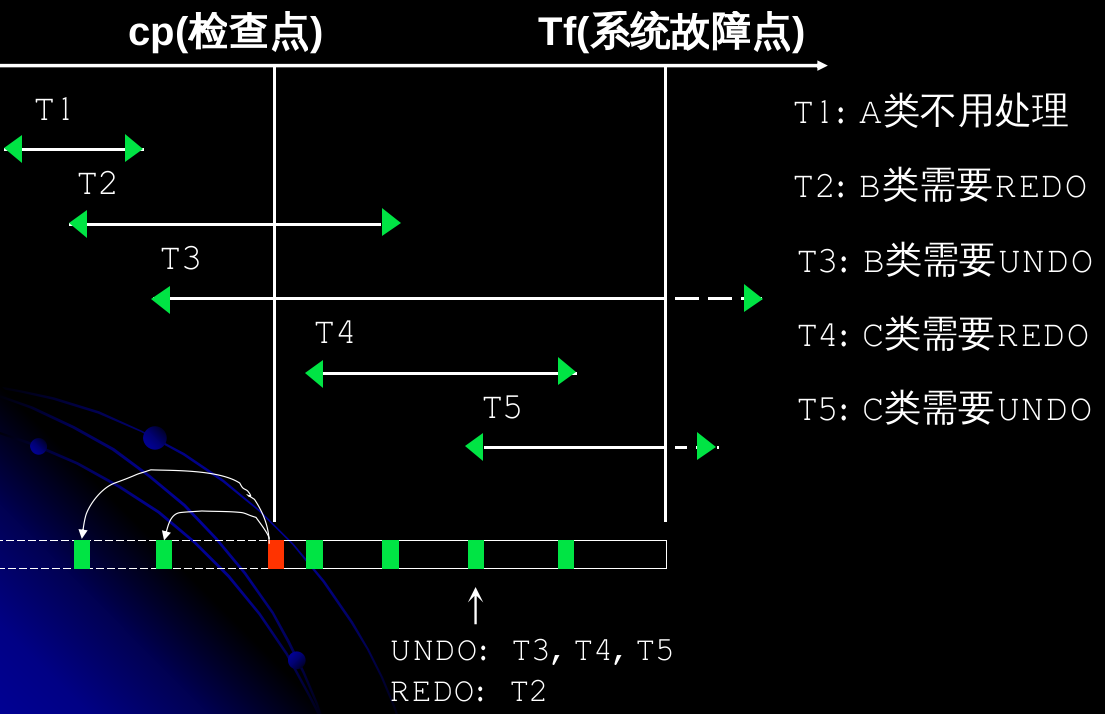 cp(检查点)
Tf(系统故障点)
T1
T1: A类不用处理
T2
T2: B类需要REDO
T3
T3: B类需要UNDO
T4
T4: C类需要REDO
T5
T5: C类需要UNDO
UNDO: T3, T4, T5
REDO: T2